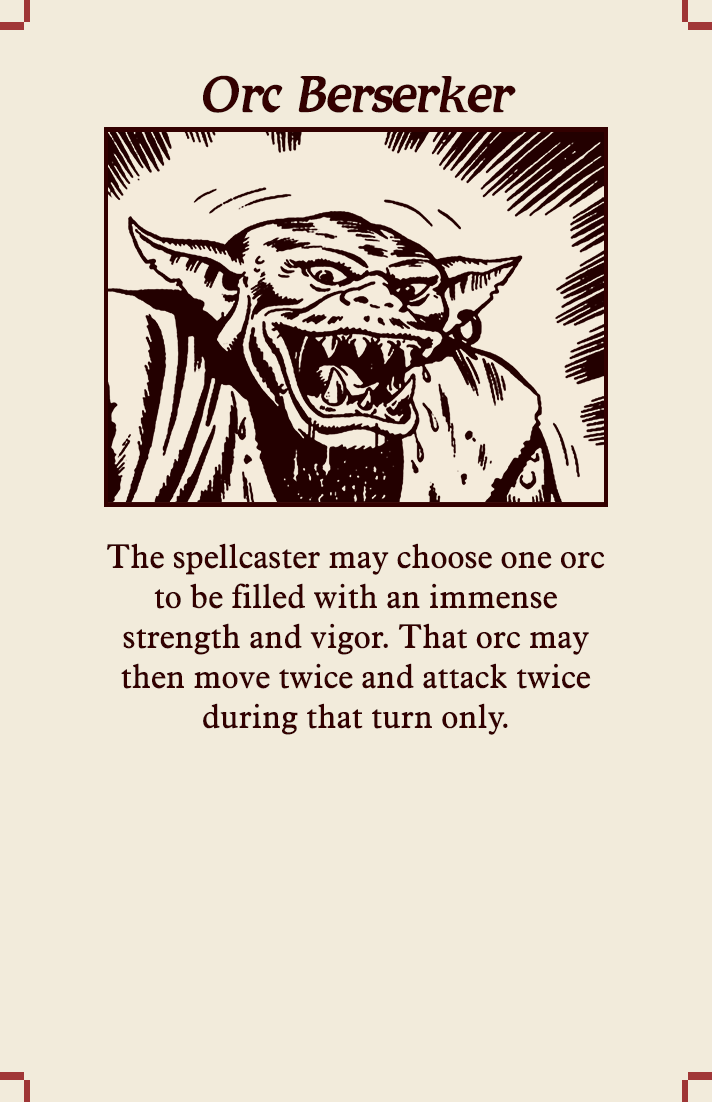 Orc Berserker
The spellcaster may choose one orc
to be filled with an immense
strength and vigor. That orc may
then move twice and attack twice
during that turn only.